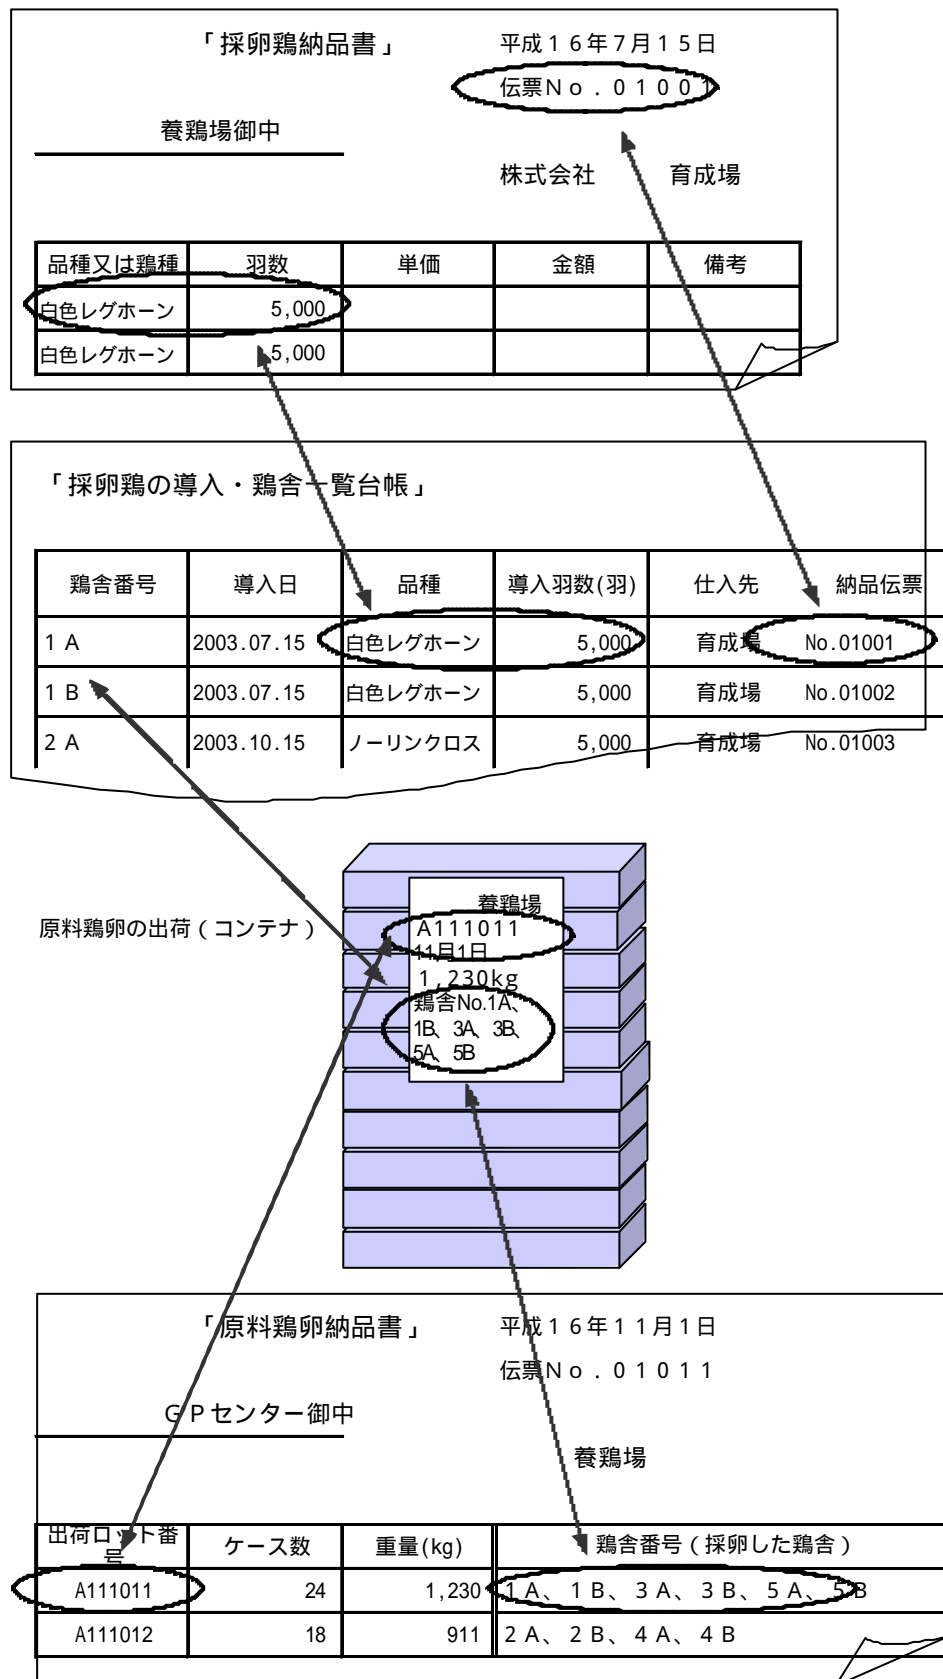 「採卵鶏納品書」 平成１６年７月１５日
伝票Ｎｏ．０１００１
養鶏場御中
株式会社 育成場
品種又は鶏種 羽数 単価 金額 備考
白色レグホーン 5,000
白色レグホーン 5,000
「採卵鶏の導入・鶏舎一覧台帳」
鶏舎番号 導入日 品種 導入羽数(羽) 仕入先 納品伝票
１Ａ 2003.07.15 白色レグホーン 5,000 育成場 No.01001
１Ｂ 2003.07.15 白色レグホーン 5,000 育成場 No.01002
２Ａ 2003.10.15 ノーリンクロス 5,000 育成場 No.01003
原料鶏卵の出荷（コンテナ）
養鶏場
A111011
11月1日
1,230kg
鶏舎No.1A、
1B、3A、3B、
5A、5B
「原料鶏卵納品書」 平成１６年１１月１日
伝票Ｎｏ．０１０１１
ＧＰセンター御中
養鶏場
出荷ロット番号 ケース数 重量(kg) 鶏舎番号（採卵した鶏舎）
A111011 24 1,230 １Ａ、１Ｂ、３Ａ、３Ｂ、５Ａ、５Ｂ
A111012 18 911 ２Ａ、２Ｂ、４Ａ、４Ｂ